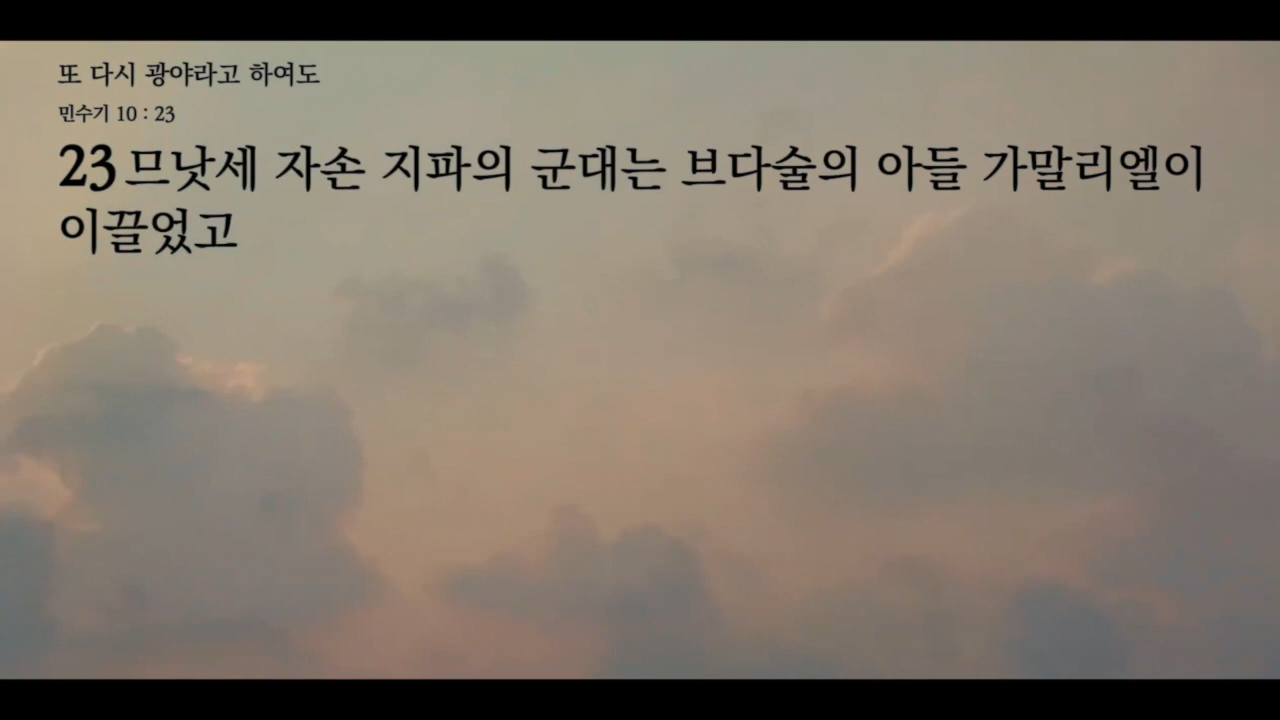 또 다시 광야라고 하여도
민수기 10 : 23
23 므낫세 자손 지파의 군대는 브다술의 아들 가말리엘이
이끌었고